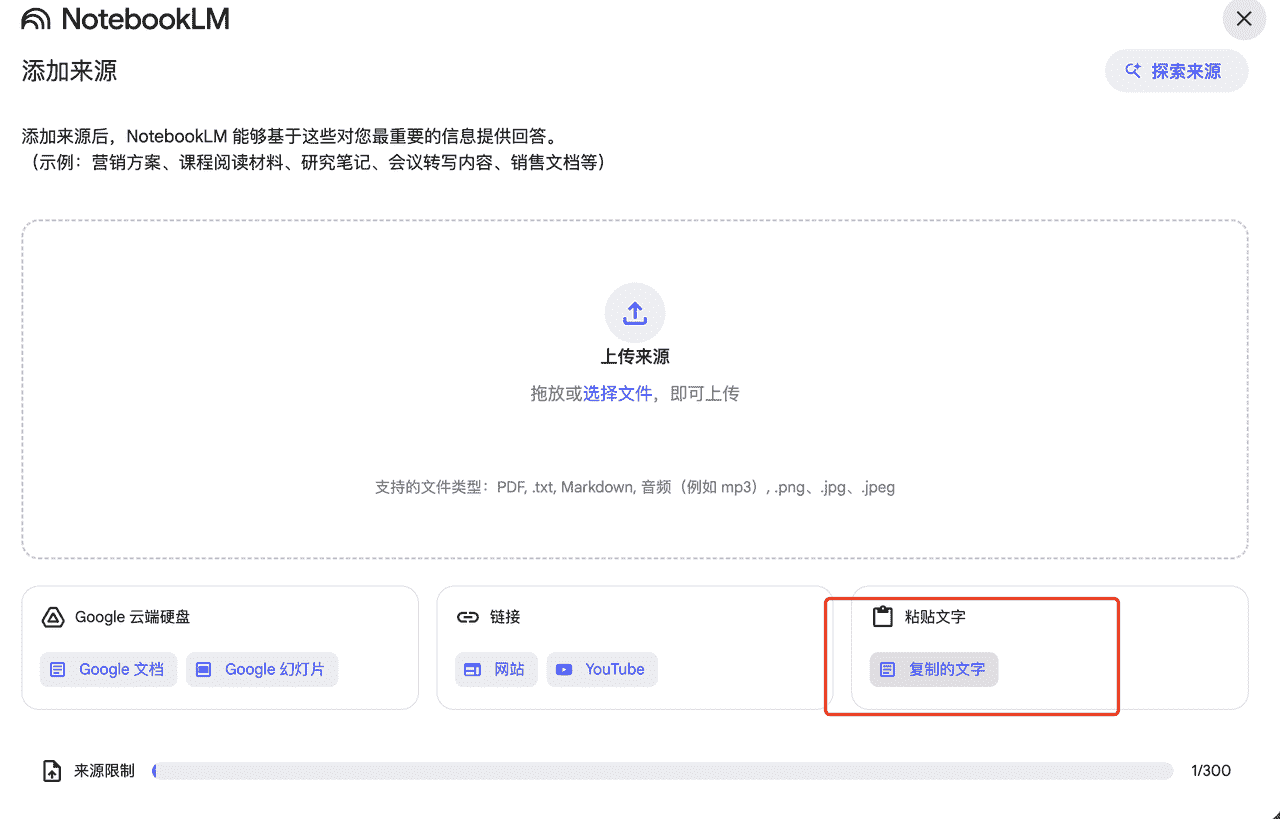 NotebookLM
添加来源
探索来源
添加来源后，NotebookLM 能够基于这些对您最重要的信息提供回答。
（示例：营销方案、课程阅读材料、研究笔记、会议转写内容、销售文档等）
上传来源
拖放或选择文件，即可上传
支持的文件类型：PDF, .txt, Markdown, 音频（例如 mp3）, .png、.jpg、.jpeg
Google 云端硬盘
Google 文档
Google 幻灯片
链接
网站
YouTube
粘贴文字
复制的文字
来源限制
1/300